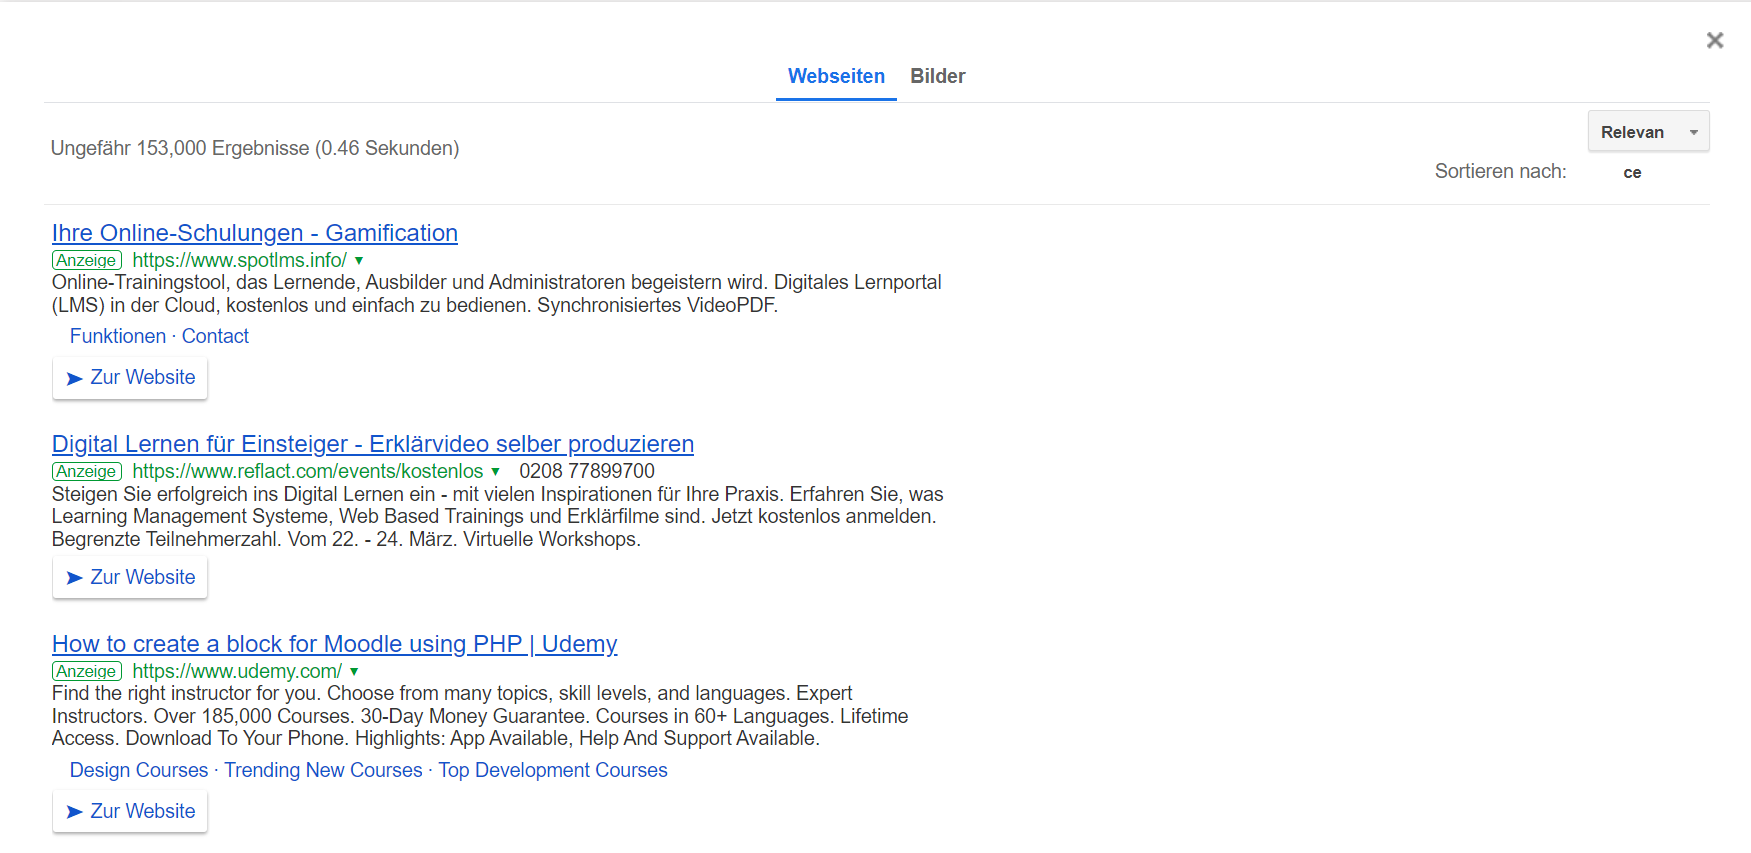 Webseiten Bilder
Ungefähr 153,000 Ergebnisse (0.46 Sekunden)
Sortieren nach:
Relevan
ce
Ihre Online-Schulungen - Gamification
Anzeige https://www.spotlms.info/
Online-Trainingstool, das Lernende, Ausbilder und Administratoren begeistern wird. Digitales Lernportal
(LMS) in der Cloud, kostenlos und einfach zu bedienen. Synchronisiertes VideoPDF.
Funktionen · Contact
Zur Website
Digital Lernen für Einsteiger - Erklärvideo selber produzieren
Anzeige https://www.reflact.com/events/kostenlos 0208 77899700
Steigen Sie erfolgreich ins Digital Lernen ein - mit vielen Inspirationen für Ihre Praxis. Erfahren Sie, was
Learning Management Systeme, Web Based Trainings und Erklärfilme sind. Jetzt kostenlos anmelden.
Begrenzte Teilnehmerzahl. Vom 22. - 24. März. Virtuelle Workshops.
Zur Website
How to create a block for Moodle using PHP | Udemy
Anzeige https://www.udemy.com/
Find the right instructor for you. Choose from many topics, skill levels, and languages. Expert
Instructors. Over 185,000 Courses. 30-Day Money Guarantee. Courses in 60+ Languages. Lifetime
Access. Download To Your Phone. Highlights: App Available, Help And Support Available.
Design Courses · Trending New Courses · Top Development Courses
Zur Website